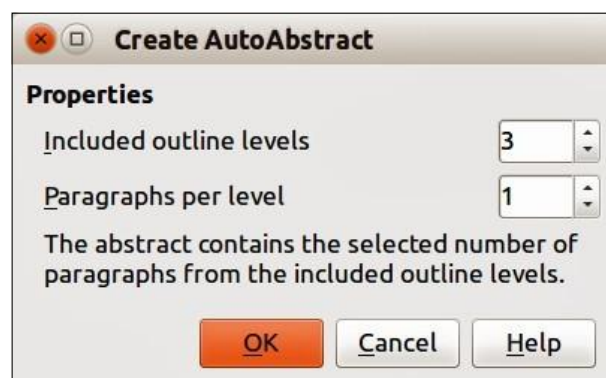 Create AutoAbstract
Properties
Included outline levels 3
Paragraphs per level 1
The abstract contains the selected number of
paragraphs from the included outline levels.
OK Cancel Help